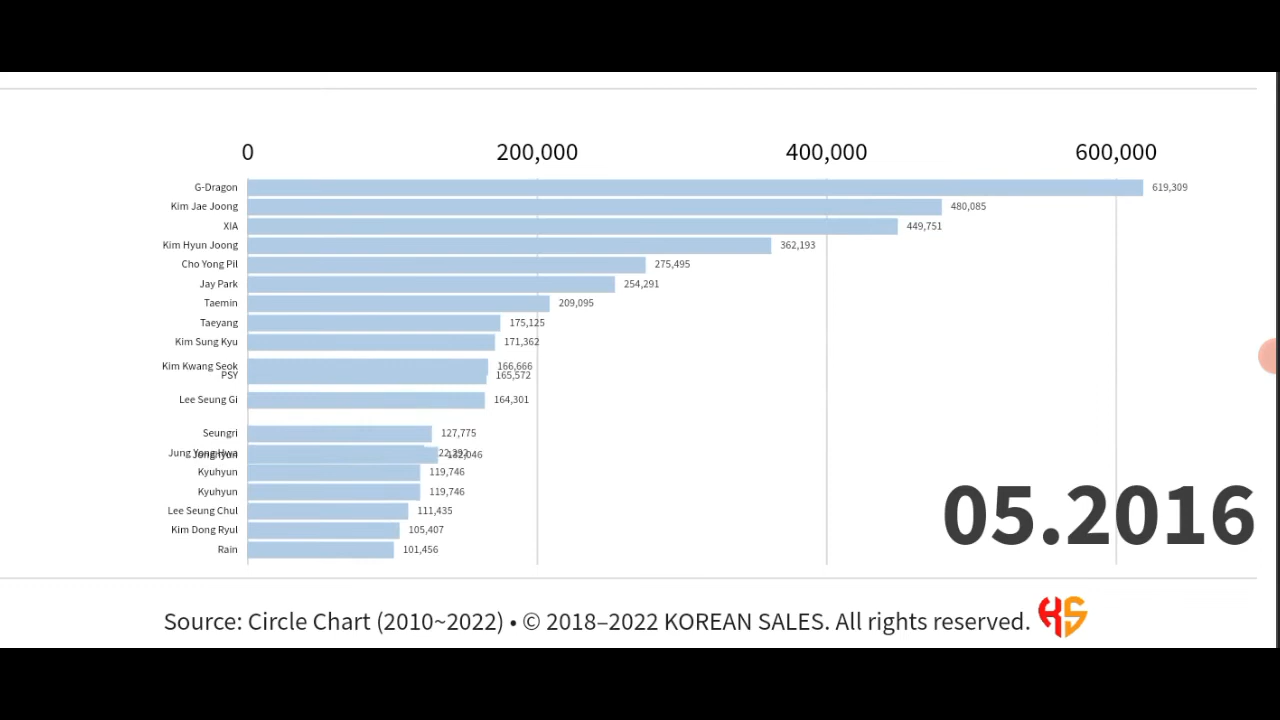 0 200,000 400,000 600,000
G-Dragon 619,309
Kim Jae Joong 480,085
XIA 449,751
Kim Hyun Joong 362,193
Cho Yong Pil 275,495
Jay Park 254,291
Taemin 209,095
Taeyang 175,125
Kim Sung Kyu 171,362
Kim Kwang Seok 166,666
PSY 165,572
Lee Seung Gi 164,301
Seungri 127,775
Kyuhyun 119,746
Kyuhyun 119,746
Lee Seung Chul 111,435
Kim Dong Ryul 105,407
Rain 101,456
05.2016
Source: Circle Chart (2010~2022) • © 2018–2022 KOREAN SALES. All rights reserved.